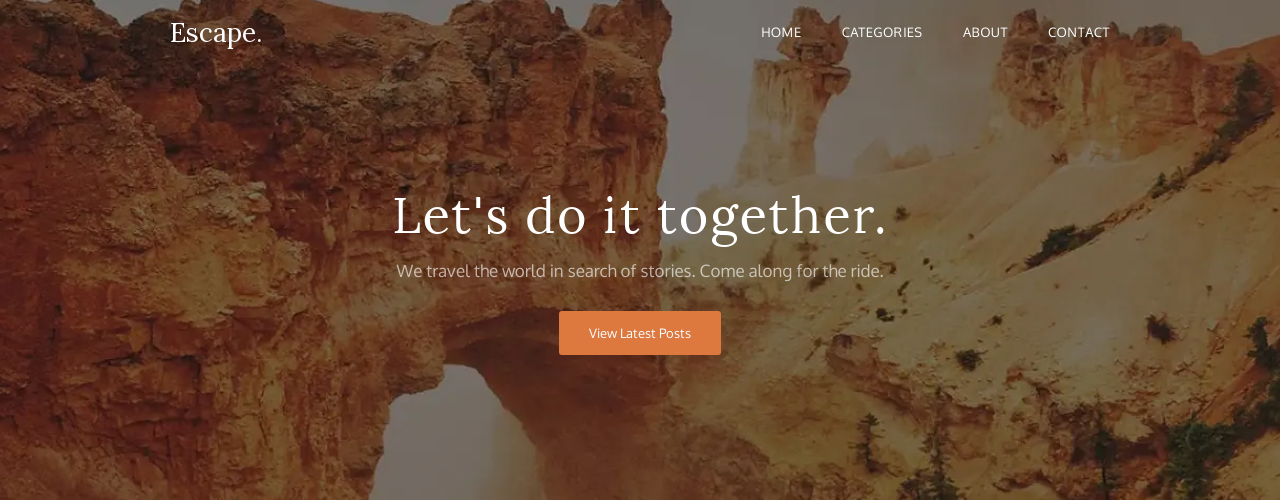 Escape.
HOME CATEGORIES ABOUT CONTACT
Let's do it together.
We travel the world in search of stories. Come along for the ride.
View Latest Posts